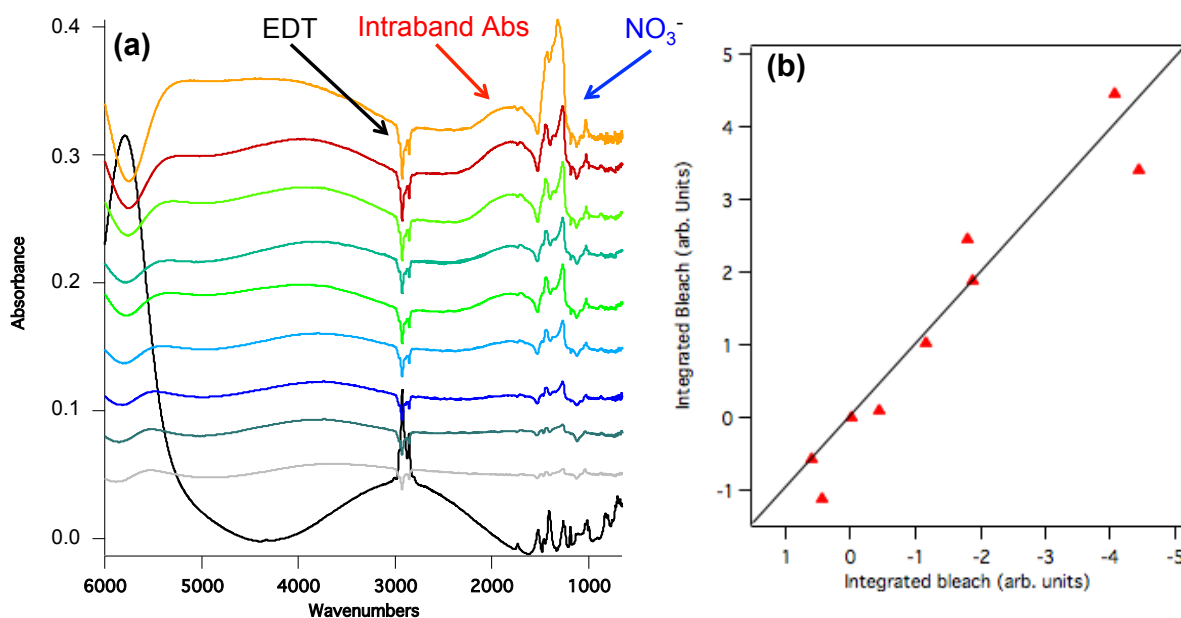 (a)
EDT
Intraband Abs
NO₃⁻
0.4
0.3
0.2
0.1
0.0
Absorbance
6000 5000 4000 3000 2000 1000
Wavenumbers
(b)
5
4
3
2
1
0
-1
Integrated Bleach (arb. Units)
1 0 -1 -2 -3 -4 -5
Integrated bleach (arb. units)